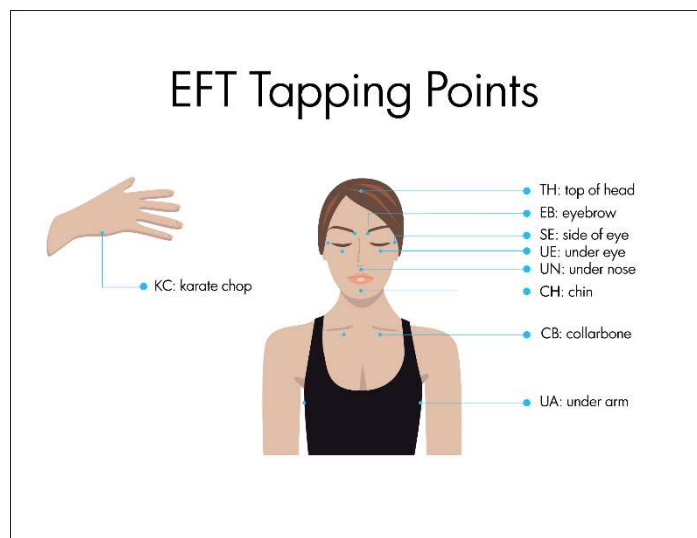 EFT Tapping Points
TH: top of head
EB: eyebrow
SE: side of eye
UE: under eye
UN: under nose
KC: karate chop
CH: chin
CB: collarbone
UA: under arm